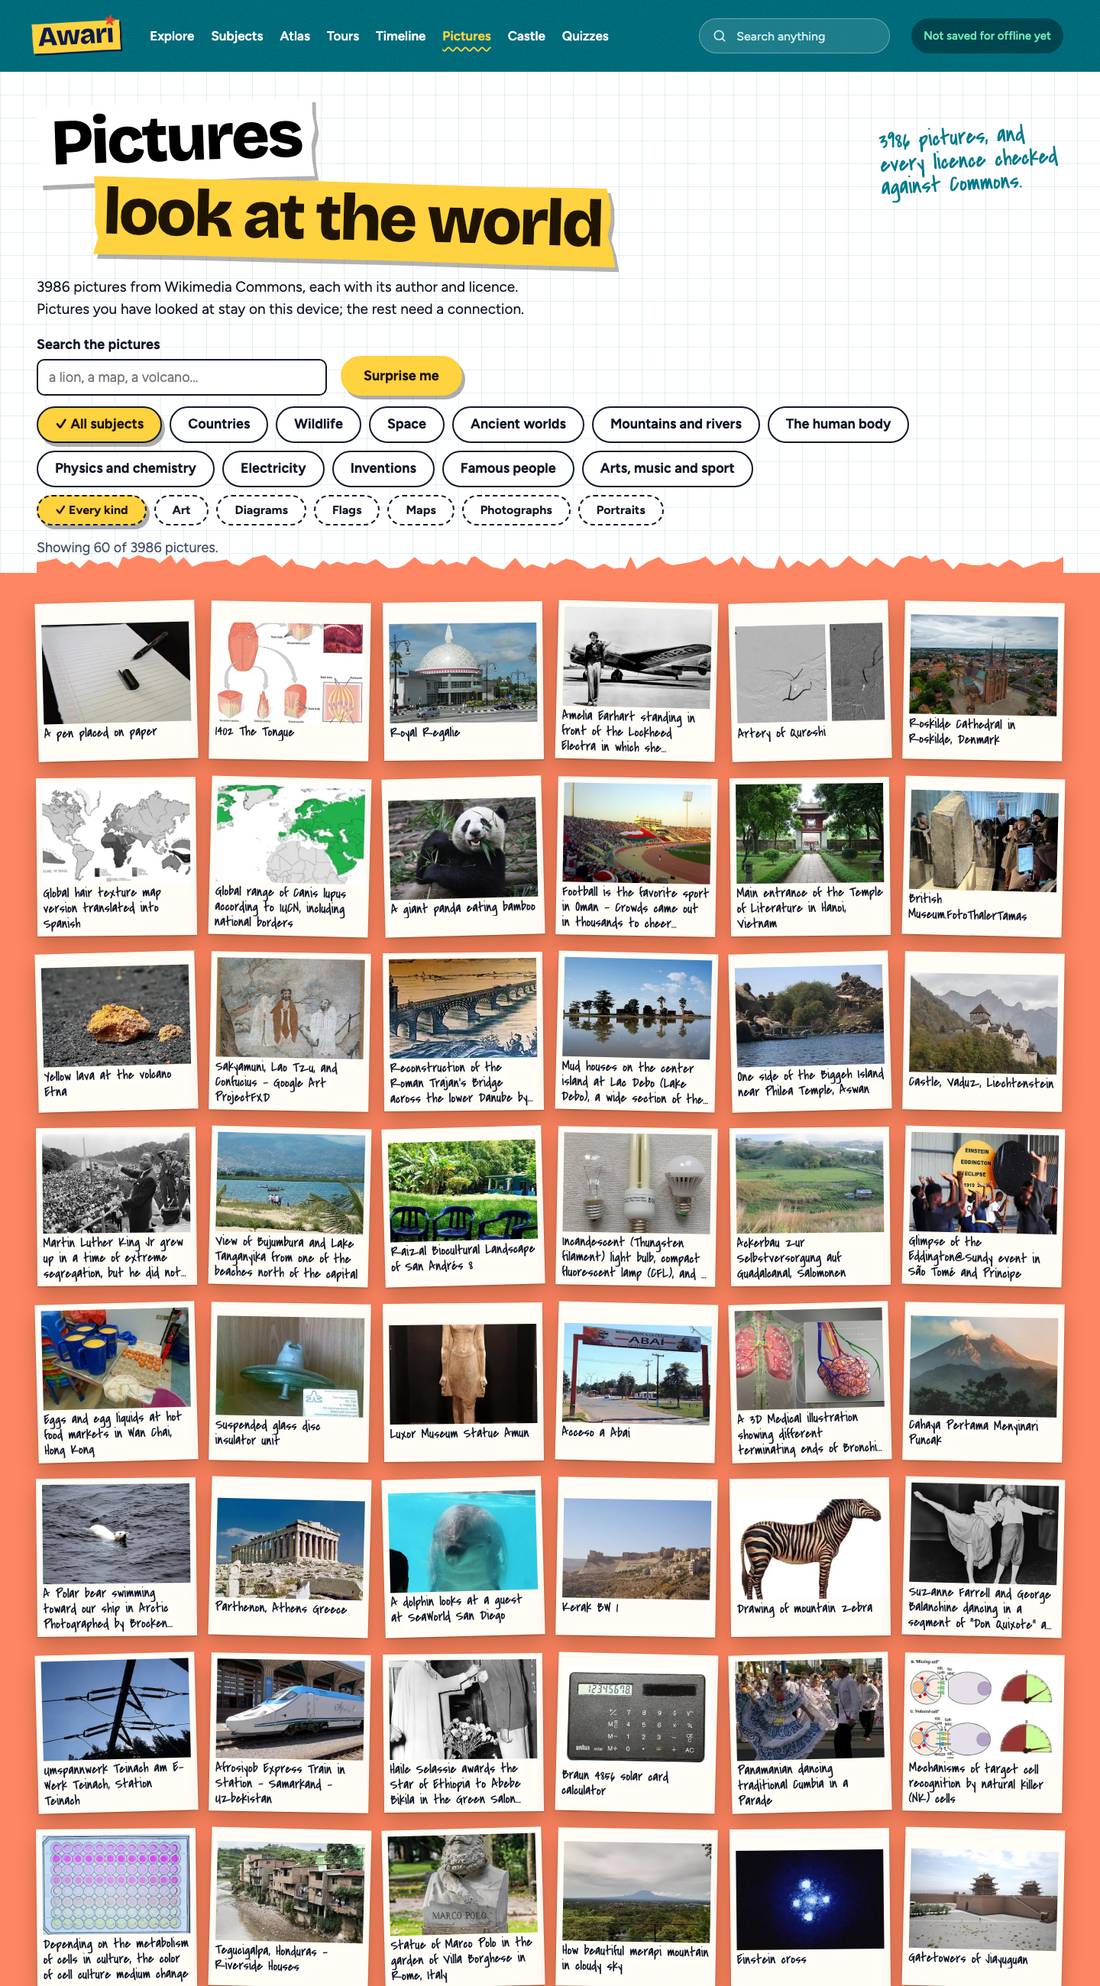 Awari
Explore
Subjects
Atlas
Tours
Timeline
Pictures
Castle
Quizzes
Search anything
Not saved for offline yet
Pictures
look at the world
3986 pictures, and
every licence checked
against Commons.
3986 pictures from Wikimedia Commons, each with its author and licence.
Pictures you have looked at stay on this device; the rest need a connection.
Search the pictures
a lion, a map, a volcano...
Surprise me
✓ All subjects
Countries
Wildlife
Space
Ancient worlds
Mountains and rivers
The human body
Physics and chemistry
Electricity
Inventions
Famous people
Arts, music and sport
✓ Every kind
Art
Diagrams
Flags
Maps
Photographs
Portraits
Showing 60 of 3986 pictures.
A pen placed on paper
1402 The Tongue
Royal Regalie
Amelia Earhart standing in
front of the Lockheed
Electra in which she…
Artery of Qureshi
Roskilde Cathedral in
Roskilde, Denmark
Global hair texture map
version translated into
Spanish
Global range of Canis lupus
according to IUCN, including
national borders
A giant panda eating bamboo
Football is the favorite sport
in Oman - Crowds came out
in thousands to cheer…
Main entrance of the Temple
of Literature in Hanoi,
Vietnam
British
MuseumFotoThalerTamas
Yellow lava at the volcano
Etna
Sakyamuni, Lao Tzu, and
Confucius - Google Art
ProjectFXD
Reconstruction of the
Roman Trajan's Bridge
across the lower Danube by…
Mud houses on the center
island at Lac Debo (Lake
Debo), a wide section of the…
One side of the Biggeh Island
near Philea Temple, Aswan
Castle, Vaduz, Liechtenstein
Martin Luther King Jr grew
up in a time of extreme
segregation, but he did not…
View of Bujumbura and Lake
Tanganyika from one of the
beaches north of the capital
Raizal Biocultural Landscape
of San Andrés 8
Incandescent (Thungsten
filament) light bulb, compact
fluorescent lamp (CFL), and …
Ackerbau zur
Selbstversorgung auf
Guadalcanal, Salomonen
EINSTEIN
EDDINGTON
ECLIPSE
Glimpse of the
Eddington@Sundy event in
São Tomé and Príncipe
Eggs and egg liquids at hot
food markets in Wan Chai,
Hong Kong
Suspended glass disc
insulator unit
Luxor Museum Statue Amun
ABAI
Acceso a Abai
A 3D Medical illustration
showing different
terminating ends of Bronchi…
Cahaya Pertama Menyinari
Puncak
A Polar bear swimming
toward our ship in Arctic
Photographed by Brocken…
Parthenon, Athens Greece
A dolphin looks at a guest
at SeaWorld San Diego
Kerak BW 1
Drawing of mountain zebra
Suzanne Farrell and George
Balanchine dancing in a
segment of "Don Quixote" a…
Umspannwerk Teinach am E-
Werk Teinach, Station
Teinach
Afrosiyob Express Train in
Station - Samarkand -
Uzbekistan
Haile Selassie awards the
Star of Ethiopia to Abebe
Bikila in the Green Salon…
12345678
Braun 4856 solar card
calculator
Panamanian dancing
traditional Cumbia in a
Parade
Mechanisms of target cell
recognition by natural killer
(NK) cells
Depending on the metabolism
of cells in culture, the color
of cell culture medium change
Tegucigalpa, Honduras -
Riverside Houses
MARCO POLO
Statue of Marco Polo in the
garden of Villa Borghese in
Rome, Italy
How beautiful merapi mountain
in cloudy sky
Einstein cross
Gatetowers of Jiayuguan